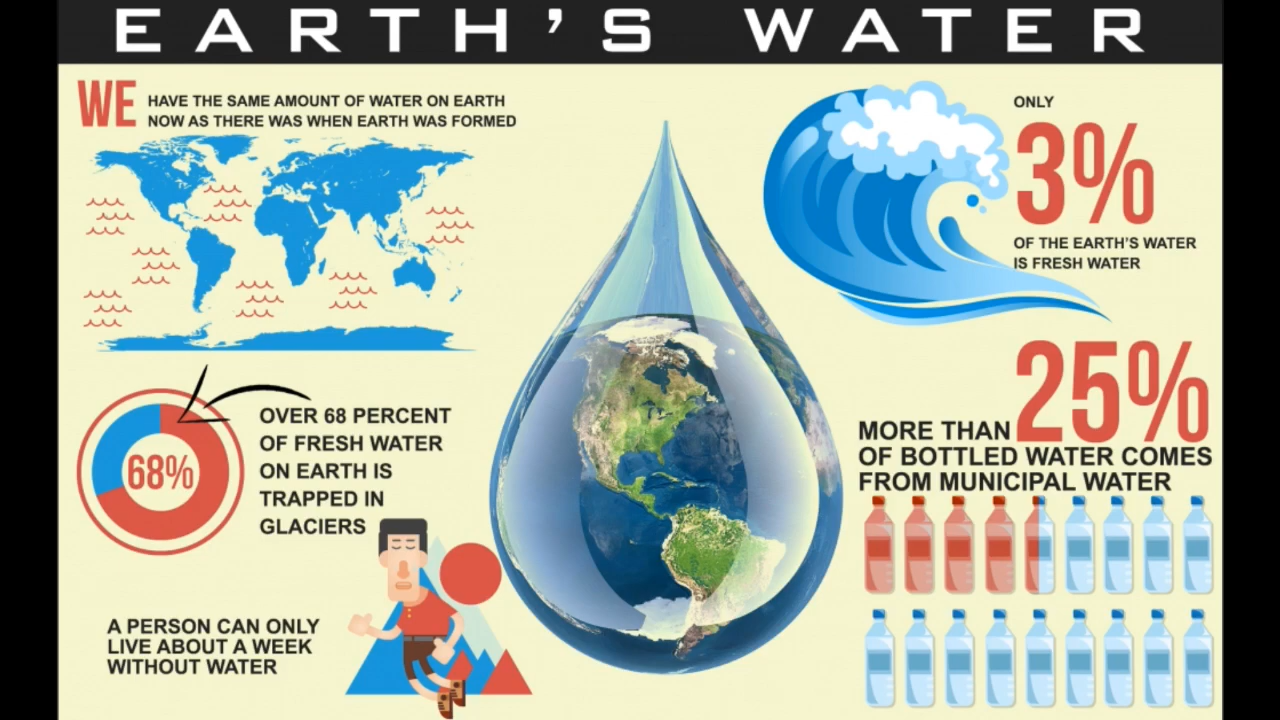 EARTH'S WATER
WE HAVE THE SAME AMOUNT OF WATER ON EARTH
NOW AS THERE WAS WHEN EARTH WAS FORMED
ONLY
3%
OF THE EARTH'S WATER
IS FRESH WATER
68%
OVER 68 PERCENT
OF FRESH WATER
ON EARTH IS
TRAPPED IN
GLACIERS
MORE THAN 25%
OF BOTTLED WATER COMES
FROM MUNICIPAL WATER
A PERSON CAN ONLY
LIVE ABOUT A WEEK
WITHOUT WATER